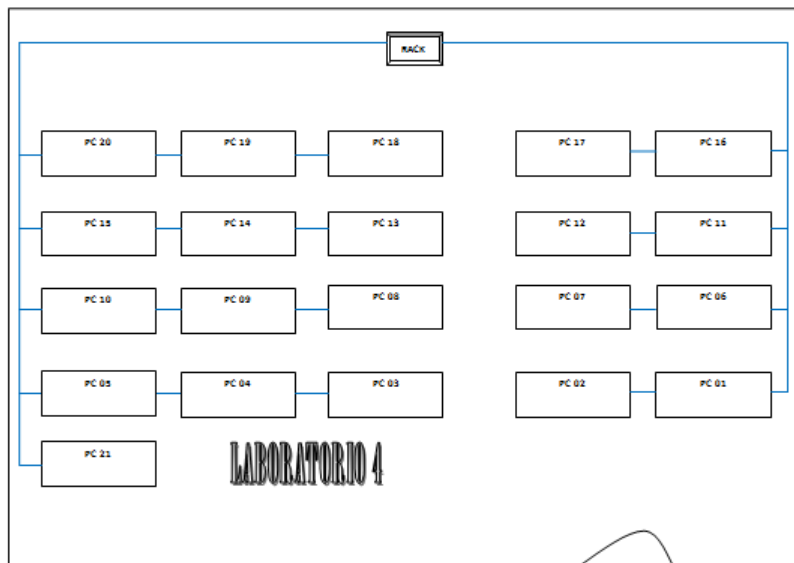 RACK
PC 20 PC 19 PC 18 PC 17 PC 16
PC 15 PC 14 PC 13 PC 12 PC 11
PC 10 PC 09 PC 08 PC 07 PC 06
PC 05 PC 04 PC 03 PC 02 PC 01
PC 21
LABORATORIO 4